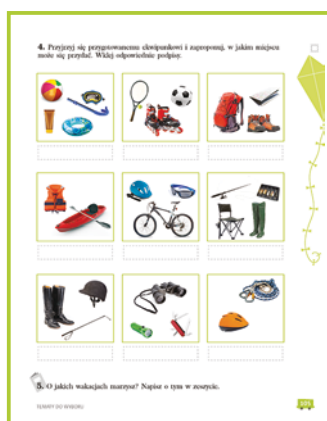 4. Przyjrzyj się przygotowanemu ekwipunkowi i zaproponuj, w jakim miejscu
może się przydać. Wklej odpowiednie podpisy.
5. O jakich wakacjach marzysz? Napisz o tym w zeszycie.
TEMATY DO WYBORU
105